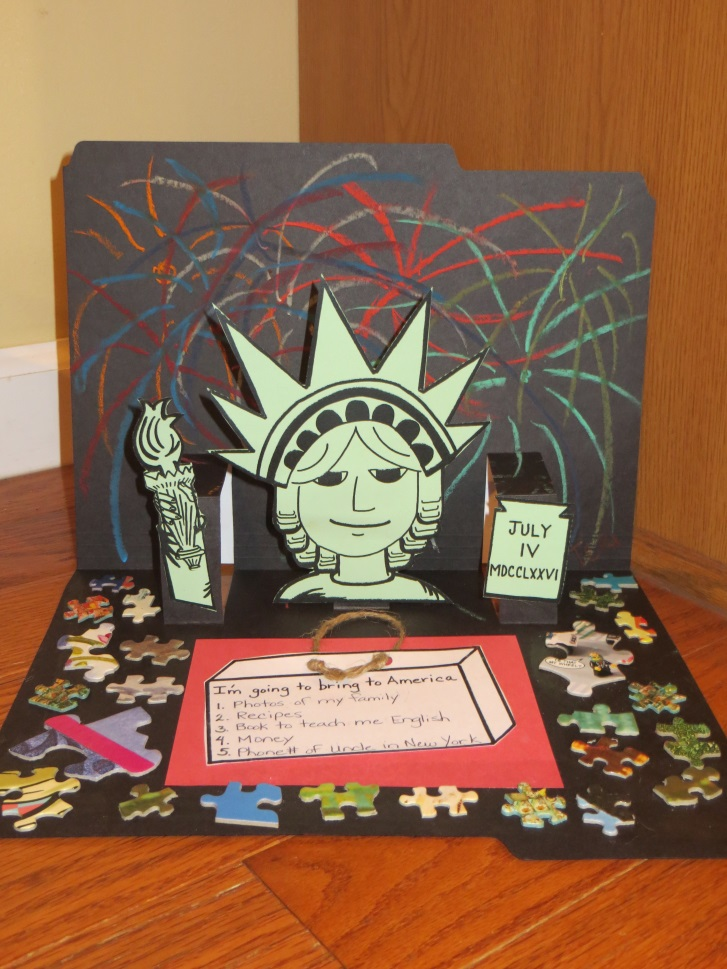 JULY
IV
MDCCLXXVI
I'm going to bring to America
1. Photos of my family
2. Recipes
3. Book to teach me English
4. Money
5. Phone # of Uncle in New York